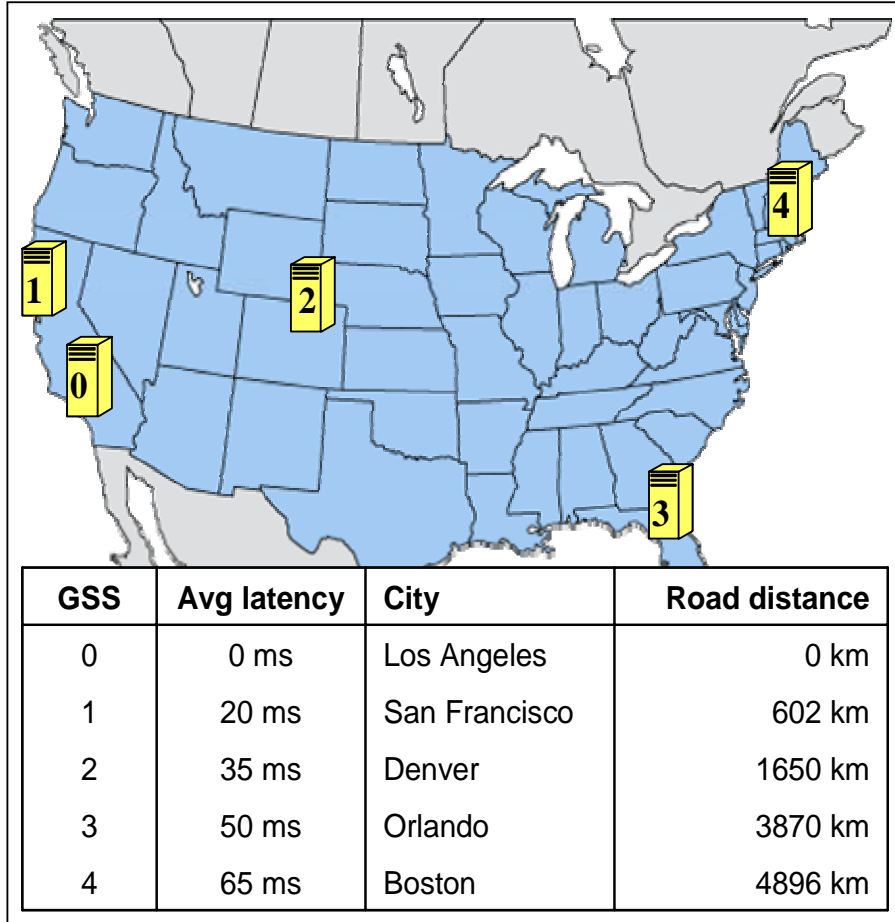 4
1
2
0
3
GSS Avg latency City Road distance
0 0 ms Los Angeles 0 km
1 20 ms San Francisco 602 km
2 35 ms Denver 1650 km
3 50 ms Orlando 3870 km
4 65 ms Boston 4896 km